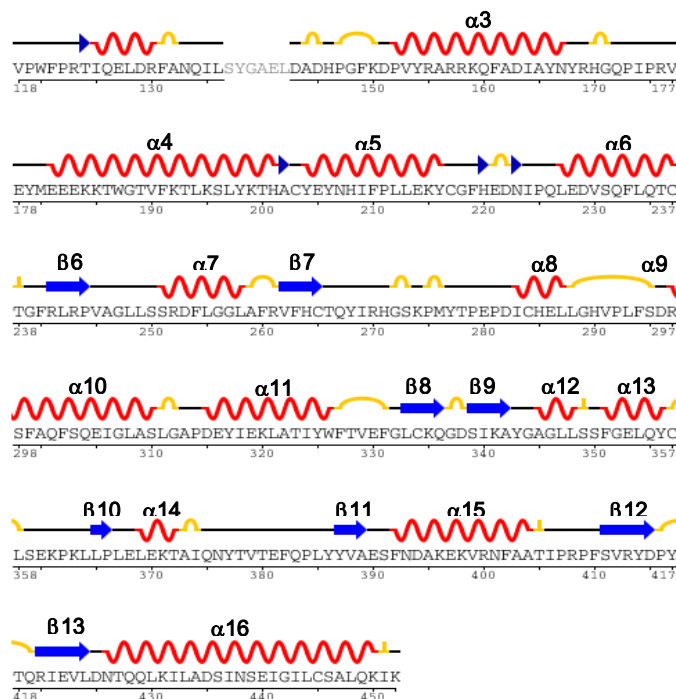 α3
VPWFPRTIQELDRFANQILSYGAELDADHPGFKDPVYRARRKQFADIAYNYRHGQPIPRV
118 130 150 160 170 177
α4 α5 α6
EYMEEEKKTWGTVFKTLKSLYKTHACYEYNHIFPLLEKYCGFHEDNIPQLEDVSQFLQTC
178 190 200 210 220 230 237
β6 α7 β7 α8 α9
TGFRLRPVAGLLSSRDFLGGLAFRVFHCTQYIRHGSKPMYTPEPDICHELLGHVPLFSDR
238 250 260 270 280 290 297
α10 α11 β8 β9 α12 α13
SFAQFSQEIGLASLGAPDEYIEKLATIYWFTVEFGLCKQGDSIKAYGAGLLSSFGELQYC
298 310 320 330 340 350 357
β10 α14 β11 α15 β12
LSEKPKLLPLELEKTAIQNYTVTEFQPLYYVAESFNDAKEKVRNFAATIPRPFSVRYDPY
358 370 380 390 400 410 417
β13 α16
TQRIEVLDNTQQLKILADSINSEIGILCSALQKIK
418 430 440 450